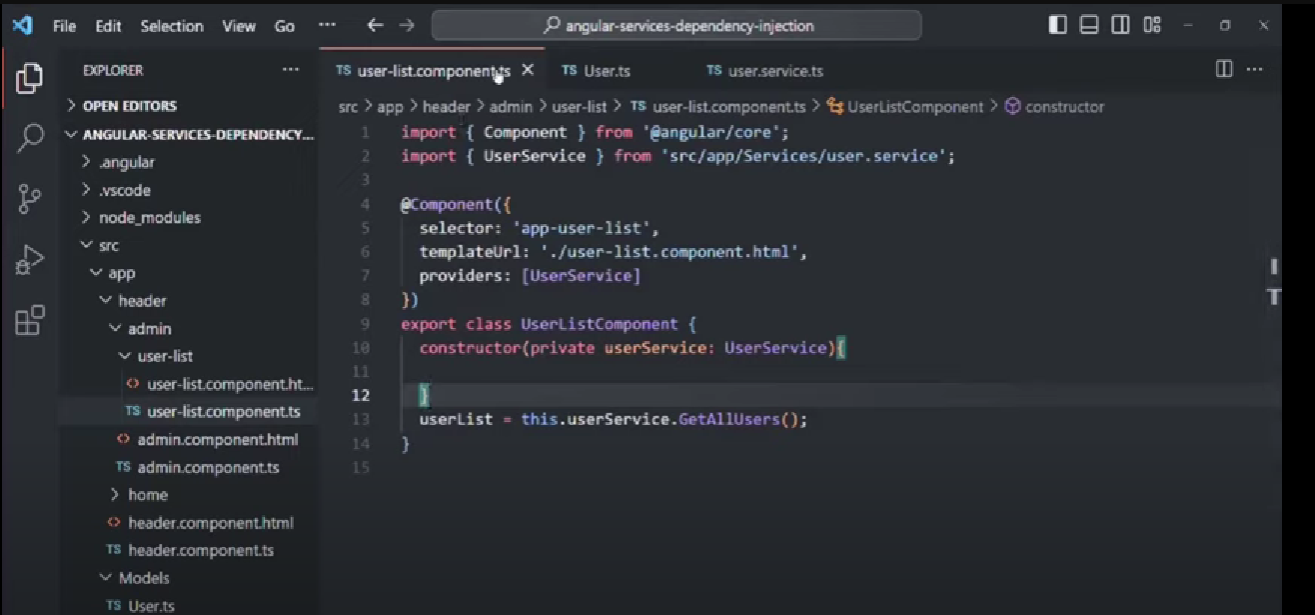 File Edit Selection View Go ··· angular-services-dependency-injection
EXPLORER ···
OPEN EDITORS
ANGULAR-SERVICES-DEPENDENCY...
.angular
.vscode
node_modules
src
app
header
admin
user-list
<> user-list.component.ht...
TS user-list.component.ts
<> admin.component.html
TS admin.component.ts
home
<> header.component.html
TS header.component.ts
Models
TS User.ts
TS user-list.component.ts TS User.ts TS user.service.ts ···
src > app > header > admin > user-list > TS user-list.component.ts > UserListComponent > constructor
1 import { Component } from '@angular/core';
2 import { UserService } from 'src/app/Services/user.service';
3
4 @Component({
5 selector: 'app-user-list',
6 templateUrl: './user-list.component.html',
7 providers: [UserService]
8 })
9 export class UserListComponent {
10 constructor(private userService: UserService){
11
12 }
13 userList = this.userService.GetAllUsers();
14 }
15
T